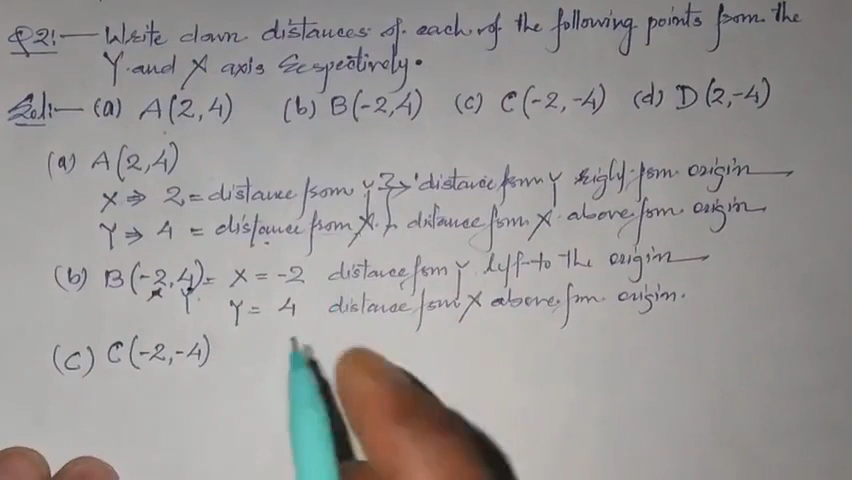 Q2:— Write down distances of each of the following points from the
Y and X axis Respectively.
Sol:— (a) A(2,4) (b) B(-2,4) (c) C(-2,-4) (d) D(2,-4)
(a) A(2,4)
X ⇒ 2 = distance from Y → distance from Y from origin
Y ⇒ 4 = distance from X distance from X above from origin
(b) B(-2,4) = X = -2 distance from Y to the origin
X Y
Y = 4 distance from X above from origin.
(C) C(-2,-4)